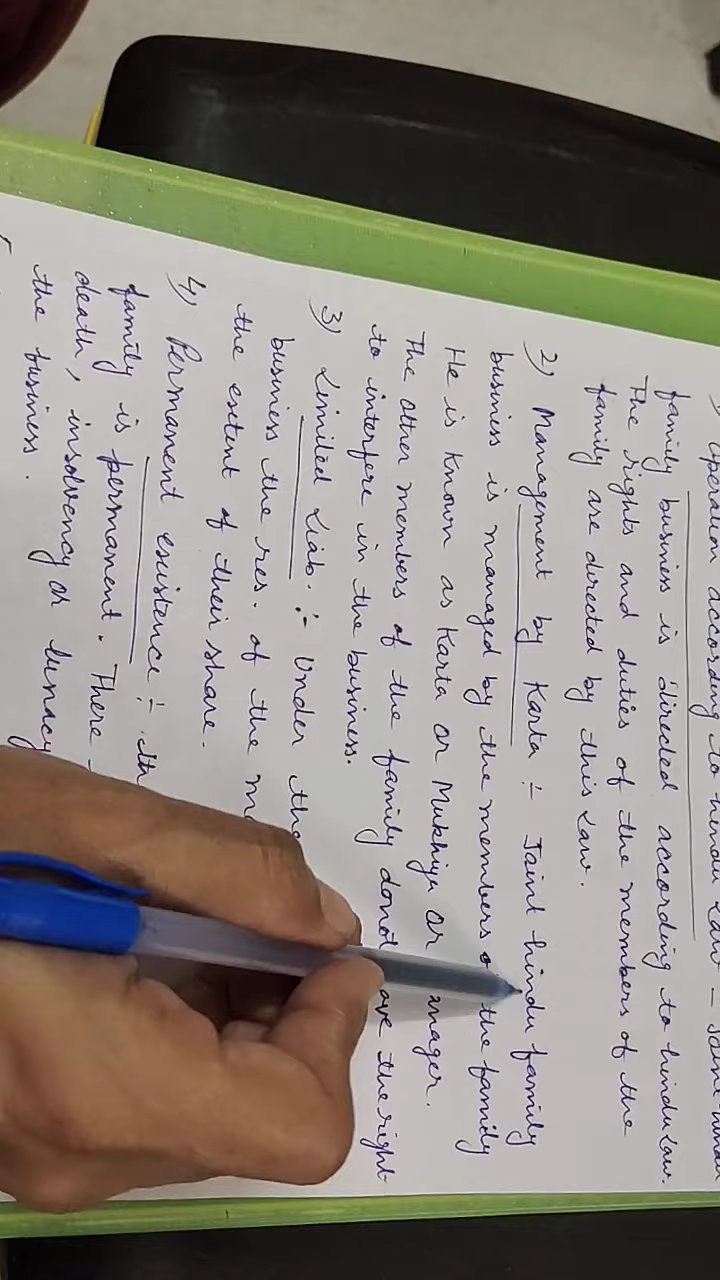 Operation according to hindu Law -
family business is directed according to hindu law.
The rights and duties of the members of the
family are directed by this Law.
2) Management by Karta :- Joint hindu family
business is managed by the members the family
He is known as Karta or Mukhiya or
The other members of the family donot the right
to interfere in the business.
3) Limited Liab. :- Under the
business the res. of the
the extent of their share.
4) Permanent existence :-
family is permanent. There
death, insolvency or lunacy
the business.